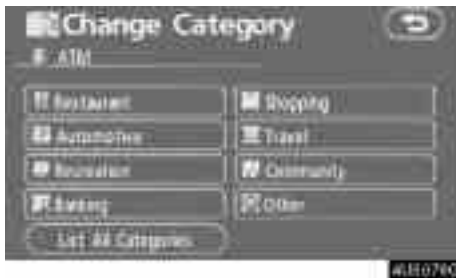 Change Category
ATM
Restaurant
Shopping
Automotive
Travel
Recreation
Community
Banking
Other
List All Categories